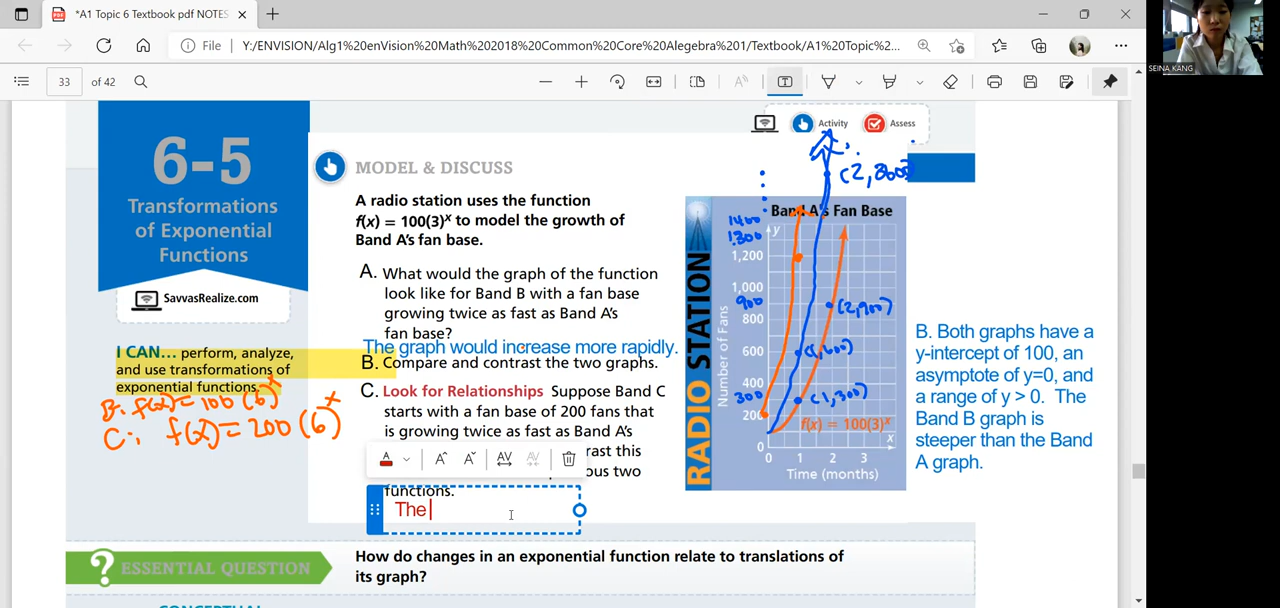 *A1 Topic 6 Textbook pdf NOTES
File
Y:/ENVISION/Alg1%20enVision%20Math%202018%20Common%20Core%20Alegebra%201/Textbook/A1%20Topic%...
SEINA KANG
33
of 42
Activity
Assess
6-5
Transformations
of Exponential
Functions
SavvasRealize.com
I CAN... perform, analyze,
and use transformations of
exponential functions.
B: f(x) = 100(6)^x
C: f(x) = 200(6)^x
MODEL & DISCUSS
A radio station uses the function
f(x) = 100(3)^x to model the growth of
Band A's fan base.
A. What would the graph of the function
look like for Band B with a fan base
growing twice as fast as Band A's
fan base?
The graph would increase more rapidly.
B. Compare and contrast the two graphs.
C. Look for Relationships Suppose Band C
starts with a fan base of 200 fans that
is growing twice as fast as Band A's
rast this
ous two
functions.
The
RADIO STATION
Band A's Fan Base
y
1400
1300
1,200
1,000
900
800
600
400
300
200
0
0 1 2 3
x
Number of Fans
Time (months)
f(x) = 100(3)^x
(2,900)
(1,600)
(1,300)
B. Both graphs have a
y-intercept of 100, an
asymptote of y=0, and
a range of y > 0. The
Band B graph is
steeper than the Band
A graph.
? ESSENTIAL QUESTION
How do changes in an exponential function relate to translations of
its graph?
CONCEPTUAL